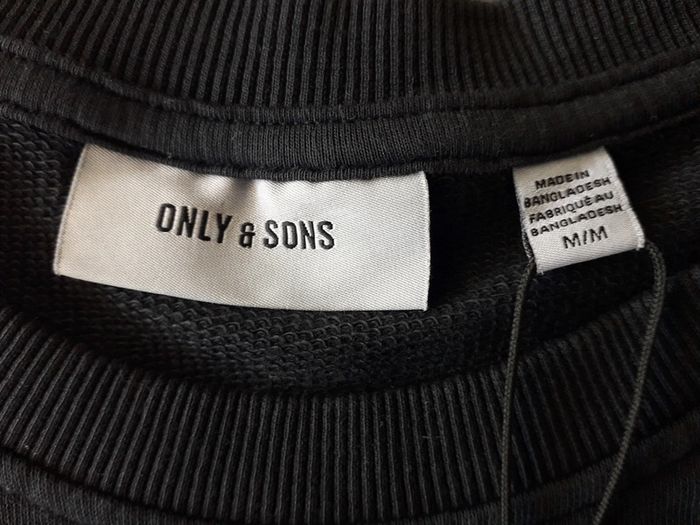 ONLY & SONS
MADE IN
BANGLADESH
FABRIQUÉ AU
BANGLADESH
M/M